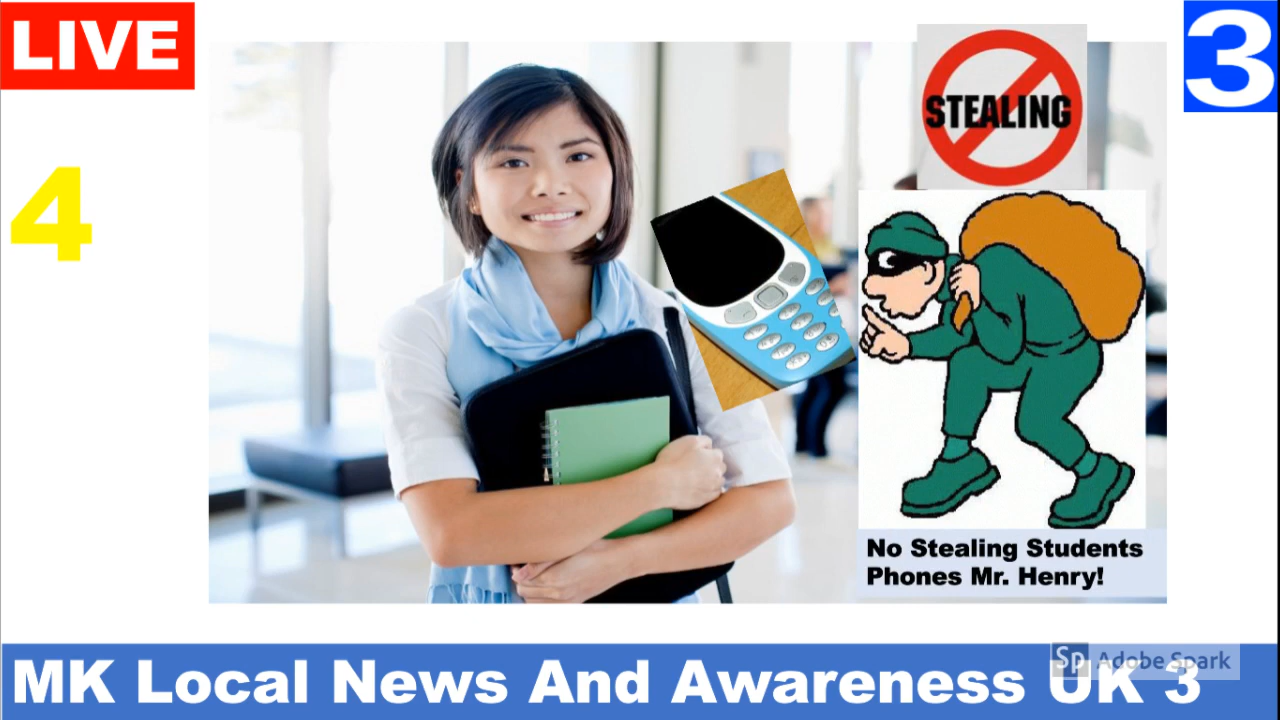 LIVE
3
4
STEALING
No Stealing Students
Phones Mr. Henry!
MK Local News And Awareness UK 3
Sp Adobe Spark